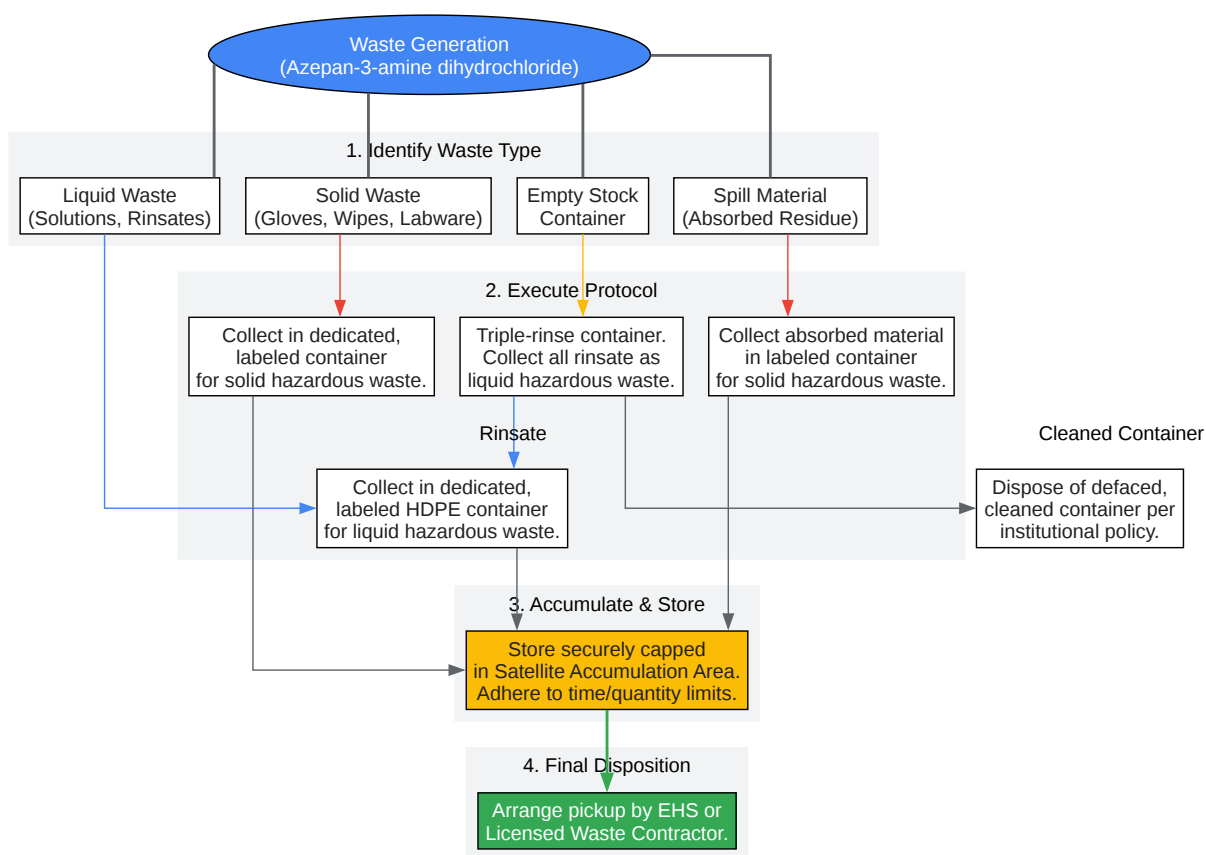 Waste Generation
(Azepan-3-amine dihydrochloride)
1. Identify Waste Type
Liquid Waste
(Solutions, Rinsates)
Solid Waste
(Gloves, Wipes, Labware)
Empty Stock
Container
Spill Material
(Absorbed Residue)
2. Execute Protocol
Collect in dedicated,
labeled container
for solid hazardous waste.
Triple-rinse container.
Collect all rinsate as
liquid hazardous waste.
Collect absorbed material
in labeled container
for solid hazardous waste.
Rinsate
Cleaned Container
Collect in dedicated,
labeled HDPE container
for liquid hazardous waste.
Dispose of defaced,
cleaned container per
institutional policy.
3. Accumulate & Store
Store securely capped
in Satellite Accumulation Area.
Adhere to time/quantity limits.
4. Final Disposition
Arrange pickup by EHS or
Licensed Waste Contractor.